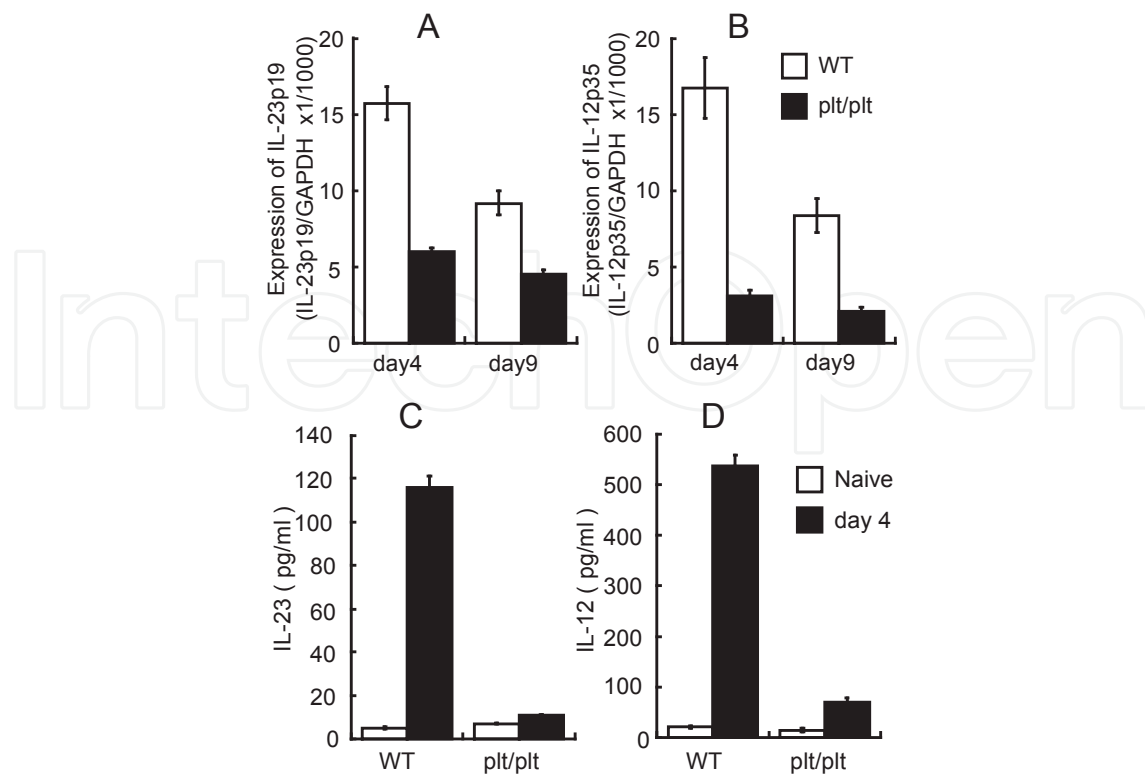 A
Expression of IL-23p19
(IL-23p19/GAPDH x1/1000)
20
15
10
5
0
day4
day9
B
Expression of IL-12p35
(IL-12p35/GAPDH x1/1000)
20
15
10
5
0
day4
day9
WT
plt/plt
C
IL-23 ( pg/ml )
140
120
100
80
60
40
20
0
WT
plt/plt
D
IL-12 ( pg/ml )
600
500
400
300
200
100
0
WT
plt/plt
Naive
day 4
IntechOpen